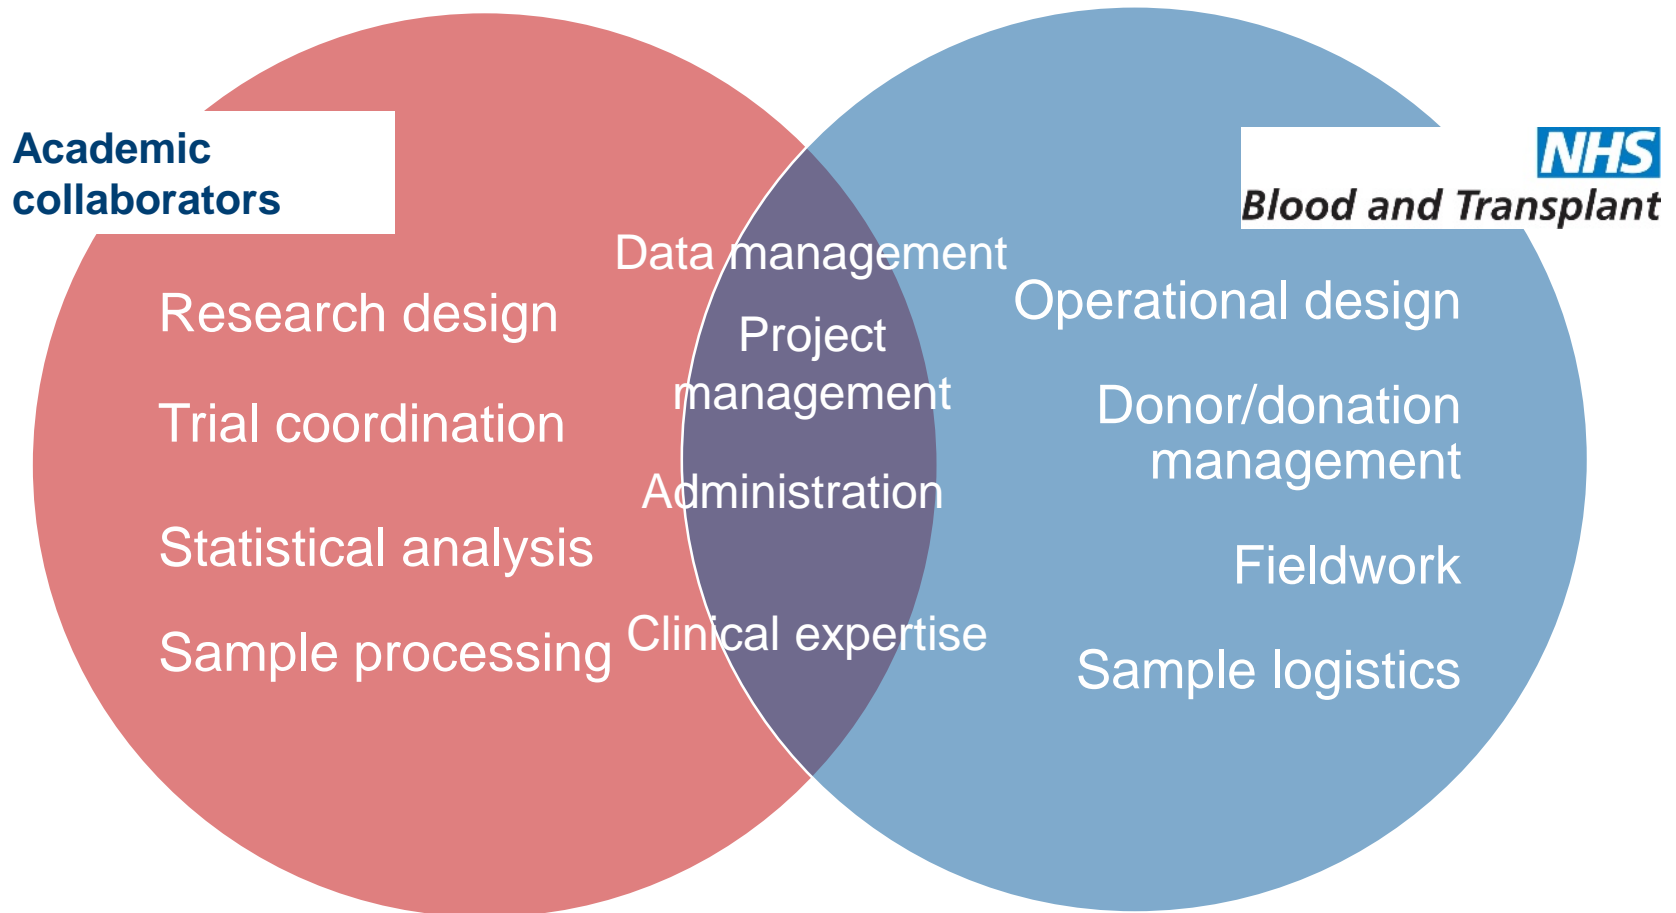 Academic
collaborators
Research design
Trial coordination
Statistical analysis
Sample processing
Data management
Project
management
Administration
Clinical expertise
NHS
Blood and Transplant
Operational design
Donor/donation
management
Fieldwork
Sample logistics